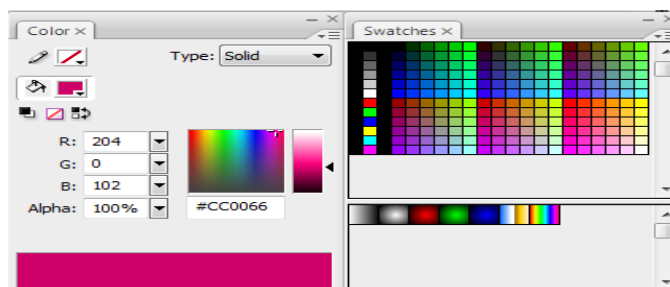 Color ×
Type: Solid
R: 204
G: 0
B: 102
Alpha: 100%
#CC0066
Swatches ×